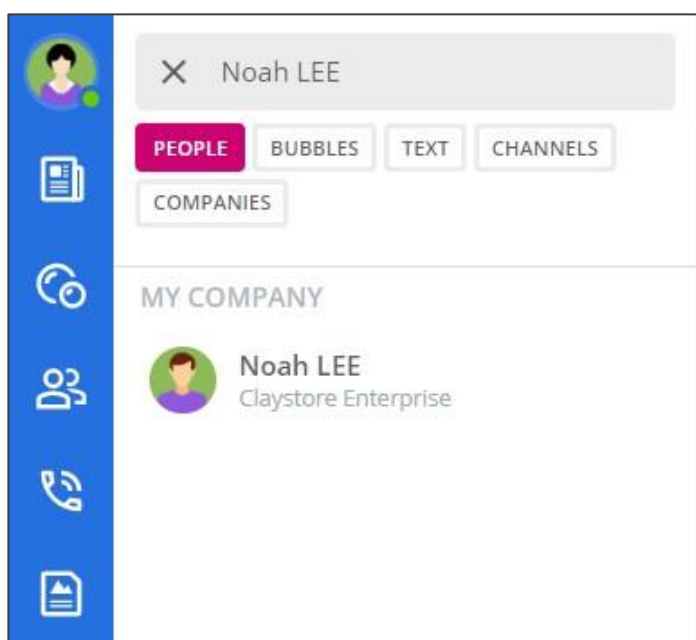 Noah LEE
PEOPLE BUBBLES TEXT CHANNELS
COMPANIES
MY COMPANY
Noah LEE
Claystore Enterprise